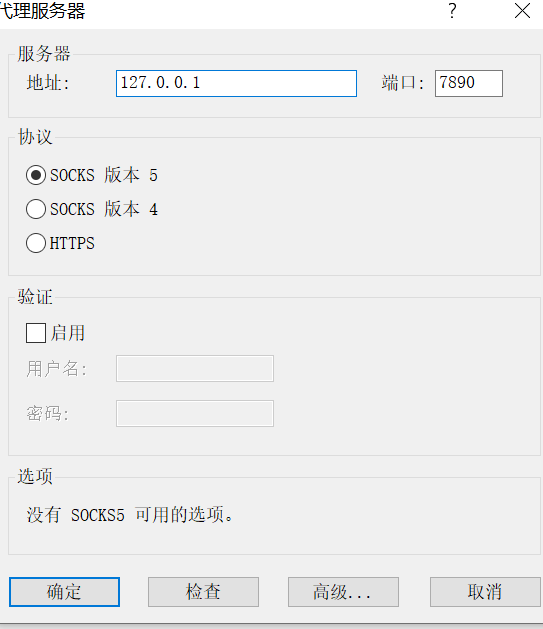 代理服务器
服务器
地址: 127.0.0.1 端口: 7890
协议
SOCKS 版本 5
SOCKS 版本 4
HTTPS
验证
启用
用户名:
密码:
选项
没有 SOCKS5 可用的选项。
确定 检查 高级... 取消